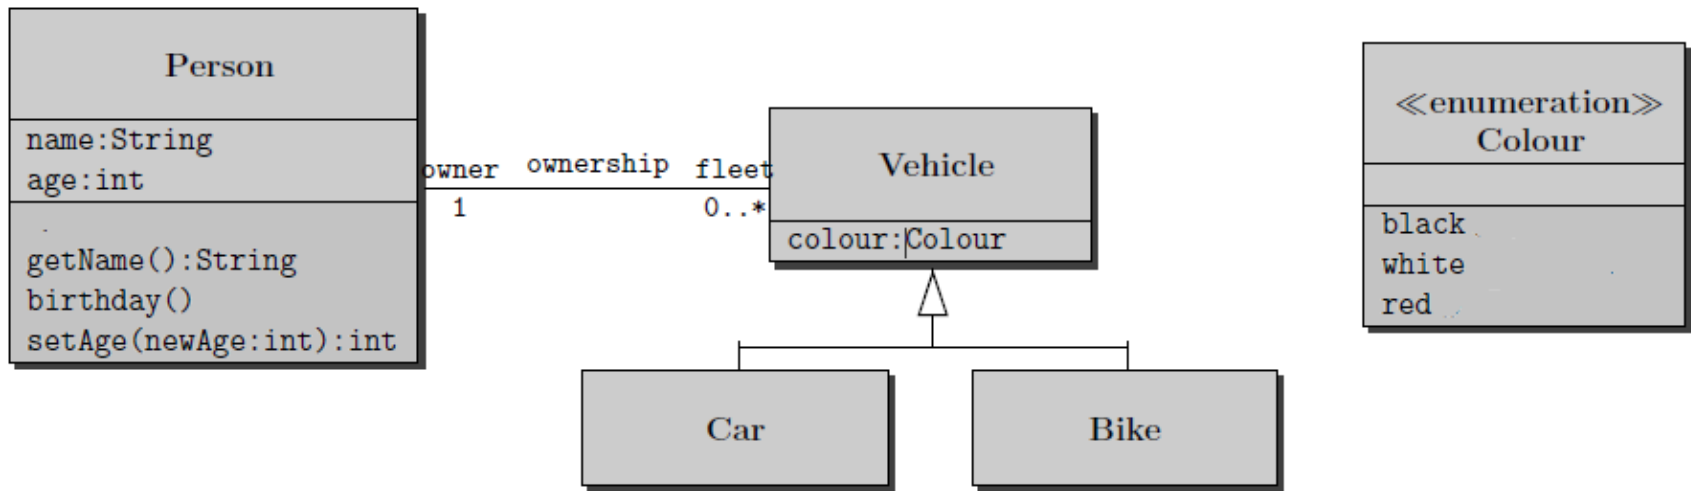 Person
name:String
age:int
getName():String
birthday()
setAge(newAge:int):int
owner ownership fleet
1 0..*
Vehicle
colour:Colour
Car
Bike
≪enumeration≫
Colour
black
white
red